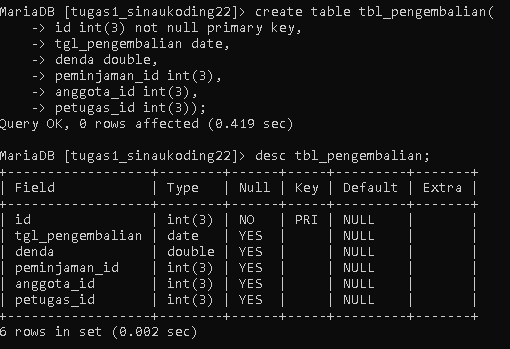 MariaDB [tugas1_sinaukoding22]> create table tbl_pengembalian(
    -> id int(3) not null primary key,
    -> tgl_pengembalian date,
    -> denda double,
    -> peminjaman_id int(3),
    -> anggota_id int(3),
    -> petugas_id int(3));
Query OK, 0 rows affected (0.419 sec)

MariaDB [tugas1_sinaukoding22]> desc tbl_pengembalian;
+------------------+--------+------+-----+---------+-------+
| Field            | Type   | Null | Key | Default | Extra |
+------------------+--------+------+-----+---------+-------+
| id               | int(3) | NO   | PRI | NULL    |       |
| tgl_pengembalian | date   | YES  |     | NULL    |       |
| denda            | double | YES  |     | NULL    |       |
| peminjaman_id    | int(3) | YES  |     | NULL    |       |
| anggota_id       | int(3) | YES  |     | NULL    |       |
| petugas_id       | int(3) | YES  |     | NULL    |       |
+------------------+--------+------+-----+---------+-------+
6 rows in set (0.002 sec)